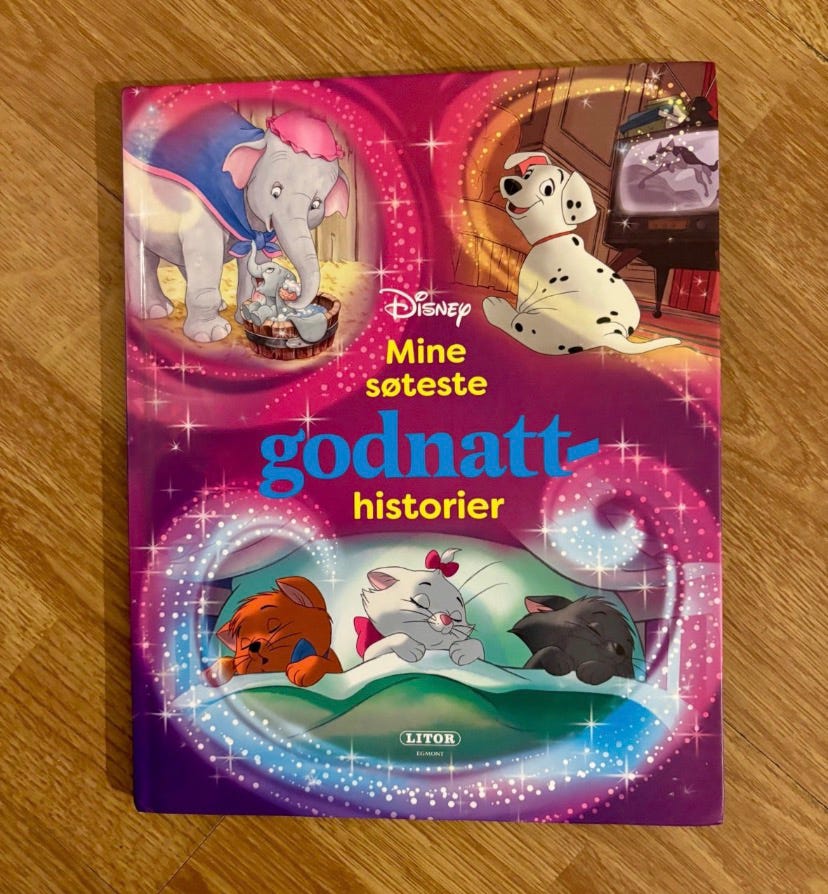 Disney
Mine
søteste
godnatt-
historier
LITOR
EGMONT